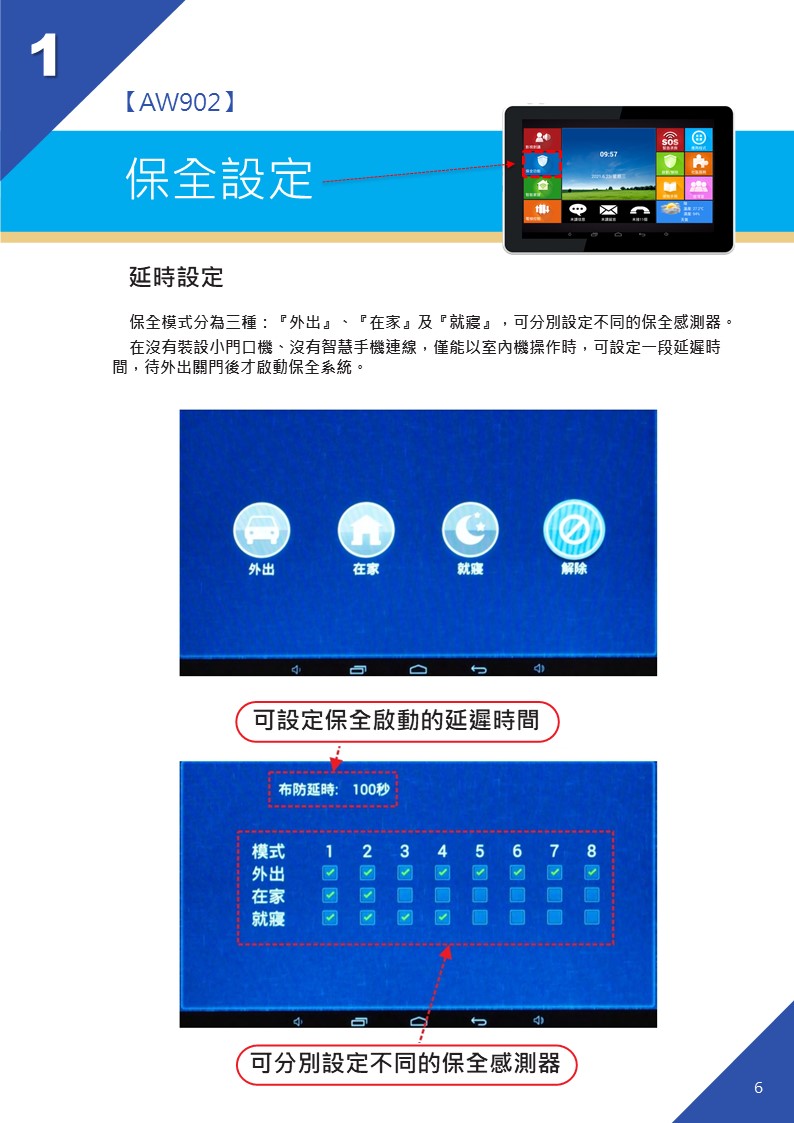 1
【AW902】
保全設定
09:57
SOS
延時設定
保全模式分為三種：『外出』、『在家』及『就寢』，可分別設定不同的保全感測器。
在沒有裝設小門口機、沒有智慧手機連線，僅能以室內機操作時，可設定一段延遲時
間，待外出關門後才啟動保全系統。
外出 在家 就寢 解除
可設定保全啟動的延遲時間
布防延時: 100秒
模式 1 2 3 4 5 6 7 8
外出
在家
就寢
可分別設定不同的保全感測器
6